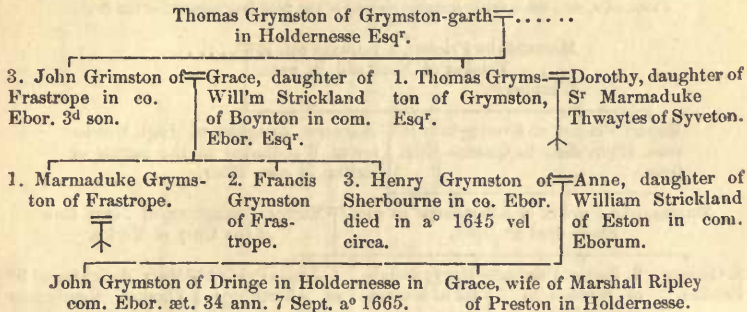 Thomas Grymston of Grymston-garth ......
in Holdernesse Esqr.
3. John Grimston of
Frastrope in co.
Ebor. 3d son.
Grace, daughter of
Will'm Strickland
of Boynton in com.
Ebor. Esqr.
1. Thomas Gryms-
ton of Grymston,
Esqr.
Dorothy, daughter of
Sr Marmaduke
Thwaytes of Syveton.
1. Marmaduke Gryms-
ton of Frastrope.
2. Francis
Grymston
of Fras-
trope.
3. Henry Grymston of
Sherbourne in co. Ebor.
died in ao 1645 vel
circa.
Anne, daughter of
William Strickland
of Eston in com.
Eborum.
John Grymston of Dringe in Holdernesse in
com. Ebor. æt. 34 ann. 7 Sept. ao 1665.
Grace, wife of Marshall Ripley
of Preston in Holdernesse.